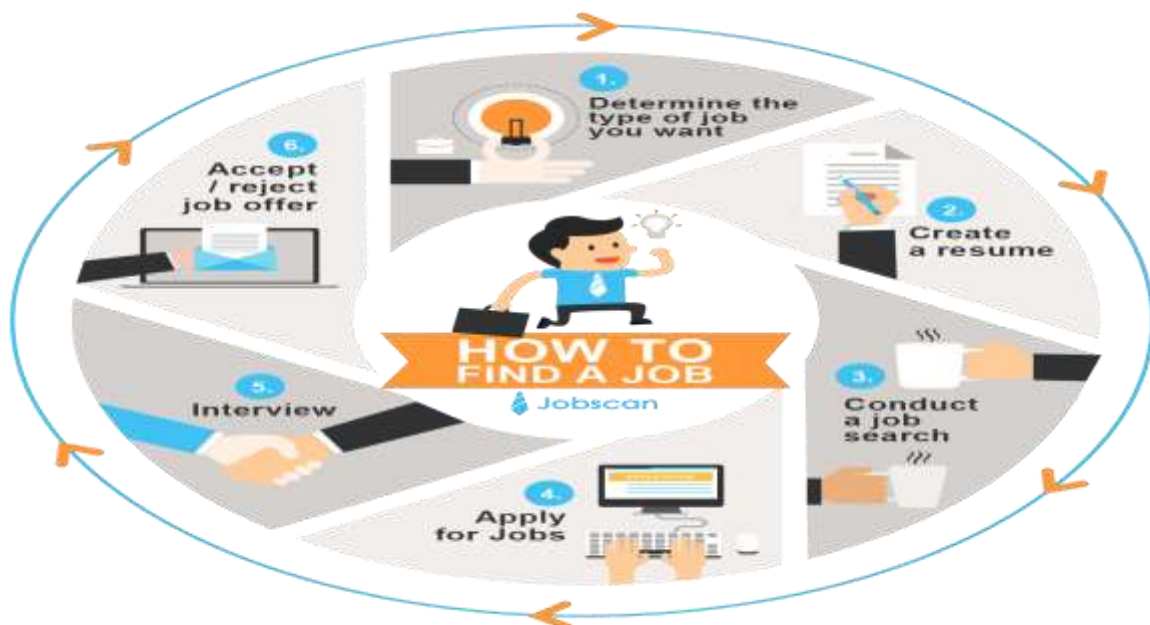 1.
Determine the
type of job
you want
2.
Create
a resume
3.
Conduct
a job
search
4.
Apply
for Jobs
5.
Interview
6.
Accept
/ reject
job offer
HOW TO
FIND A JOB
Jobscan